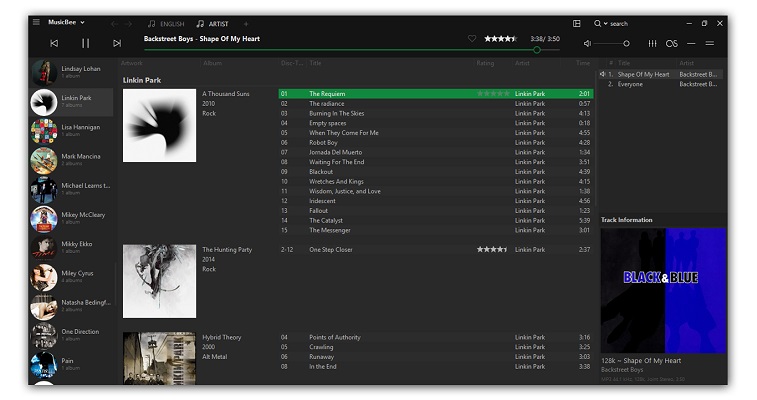 MusicBee
ENGLISH
ARTIST
search
Backstreet Boys - Shape Of My Heart
3:38/ 3:50
Artwork Album Disc-T... Title Rating Artist Time
# Title Artist
Lindsay Lohan
1 album
Linkin Park
7 albums
Lisa Hannigan
Mark Mancina
2 albums
Michael Learns t...
1 album
Mikey McCleary
1 album
Mikky Ekko
1 album
Miley Cyrus
4 albums
Natasha Bedingf...
2 albums
One Direction
1 album
Pain
1 album
Linkin Park
A Thousand Suns
2010
Rock
01 The Requiem Linkin Park 2:01
02 The radiance Linkin Park 0:57
03 Burning In The Skies Linkin Park 4:13
04 Empty spaces Linkin Park 0:18
05 When They Come For Me Linkin Park 4:55
06 Robot Boy Linkin Park 4:28
07 Jornada Del Muerto Linkin Park 1:34
08 Waiting For The End Linkin Park 3:51
09 Blackout Linkin Park 4:39
10 Wretches And Kings Linkin Park 4:15
11 Wisdom, Justice, and Love Linkin Park 1:38
12 Iridescent Linkin Park 4:56
13 Fallout Linkin Park 1:23
14 The Catalyst Linkin Park 5:39
15 The Messenger Linkin Park 3:01
The Hunting Party
2014
Rock
2-12 One Step Closer Linkin Park 2:37
Hybrid Theory
2000
Alt Metal
04 Points of Authority Linkin Park 3:16
05 Crawling Linkin Park 3:25
06 Runaway Linkin Park 3:03
08 In the End Linkin Park 3:38
LINKIN PARK
1. Shape Of My Heart Backstreet B...
2. Everyone Backstreet B...
Track Information
BLACK & BLUE
128k ~ Shape Of My Heart
Backstreet Boys